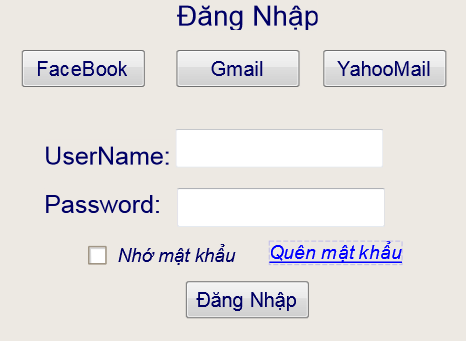 Đăng Nhập
FaceBook Gmail YahooMail
UserName:
Password:
Nhớ mật khẩu Quên mật khẩu
Đăng Nhập